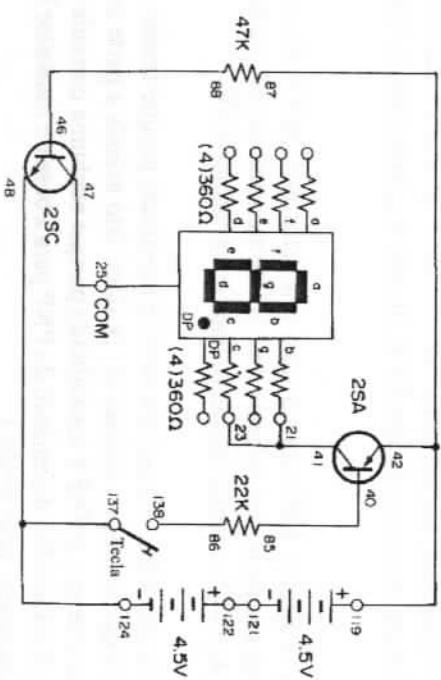 47K
87
88
46
47
48
2SC
25
COM
(4)360Ω
a
f
e
d
a
f
b
g
e
d
c
DP
b
g
c
DP
(4)360Ω
21
23
2SA
42
41
40
22K
85
86
138
137
Tecla
+
119
4.5V
-
121
122
+
4.5V
-
124